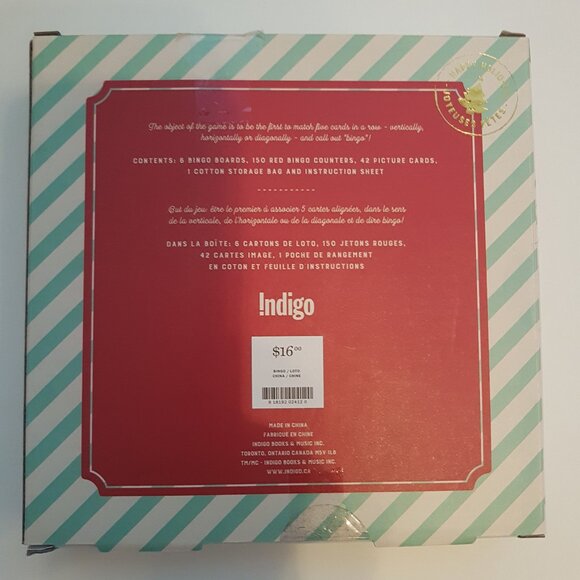 HAPPY HOLIDAYS
JOYEUSES FÊTES
The object of the game is to be the first to match five cards in a row - vertically,
horizontally or diagonally - and call out "bingo"!
CONTENTS: 6 BINGO BOARDS, 150 RED BINGO COUNTERS, 42 PICTURE CARDS,
1 COTTON STORAGE BAG AND INSTRUCTION SHEET
But du jeu: être le premier à associer 5 cartes alignées, dans le sens
de la verticale, de l'horizontale ou de la diagonale et de dire bingo!
DANS LA BOÎTE: 6 CARTONS DE LOTO, 150 JETONS ROUGES,
42 CARTES IMAGE, 1 POCHE DE RANGEMENT
EN COTON ET FEUILLE D'INSTRUCTIONS
!ndigo
$16.00
BINGO / LOTO
CHINA / CHINE
MADE IN CHINA
FABRIQUÉ EN CHINE
INDIGO BOOKS & MUSIC INC.
TORONTO, ONTARIO CANADA M5V 1L8
TM/MC - INDIGO BOOKS & MUSIC INC.
WWW.INDIGO.CA